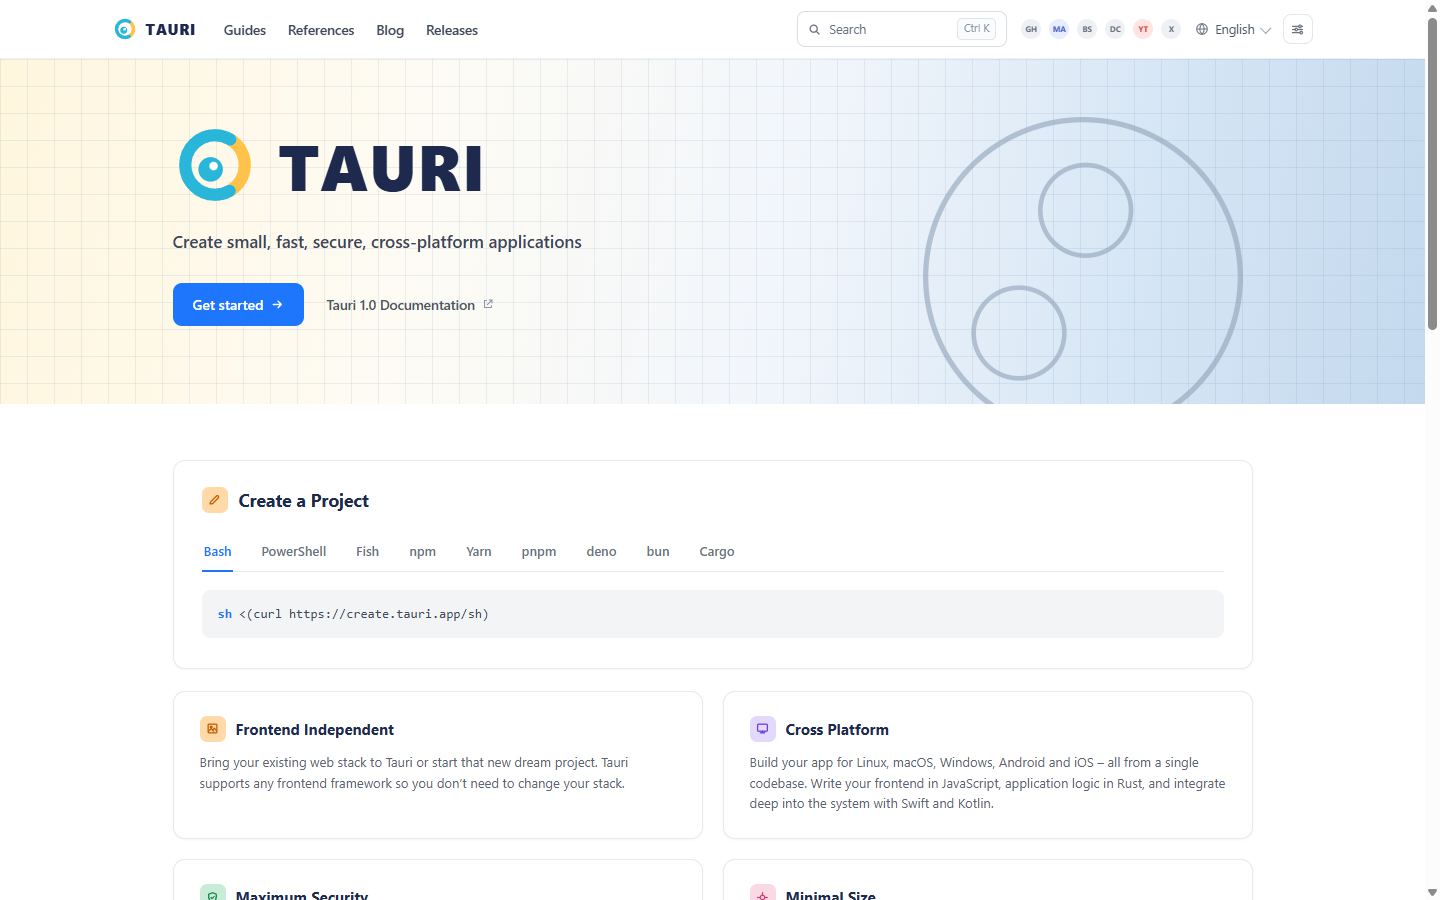 TAURI
Guides
References
Blog
Releases
Search
Ctrl K
GH
MA
BS
DC
YT
X
English
TAURI
Create small, fast, secure, cross-platform applications
Get started →
Tauri 1.0 Documentation
Create a Project
Bash
PowerShell
Fish
npm
Yarn
pnpm
deno
bun
Cargo
sh <(curl https://create.tauri.app/sh)
Frontend Independent
Bring your existing web stack to Tauri or start that new dream project. Tauri
supports any frontend framework so you don’t need to change your stack.
Cross Platform
Build your app for Linux, macOS, Windows, Android and iOS – all from a single
codebase. Write your frontend in JavaScript, application logic in Rust, and integrate
deep into the system with Swift and Kotlin.
Maximum Security
Minimal Size